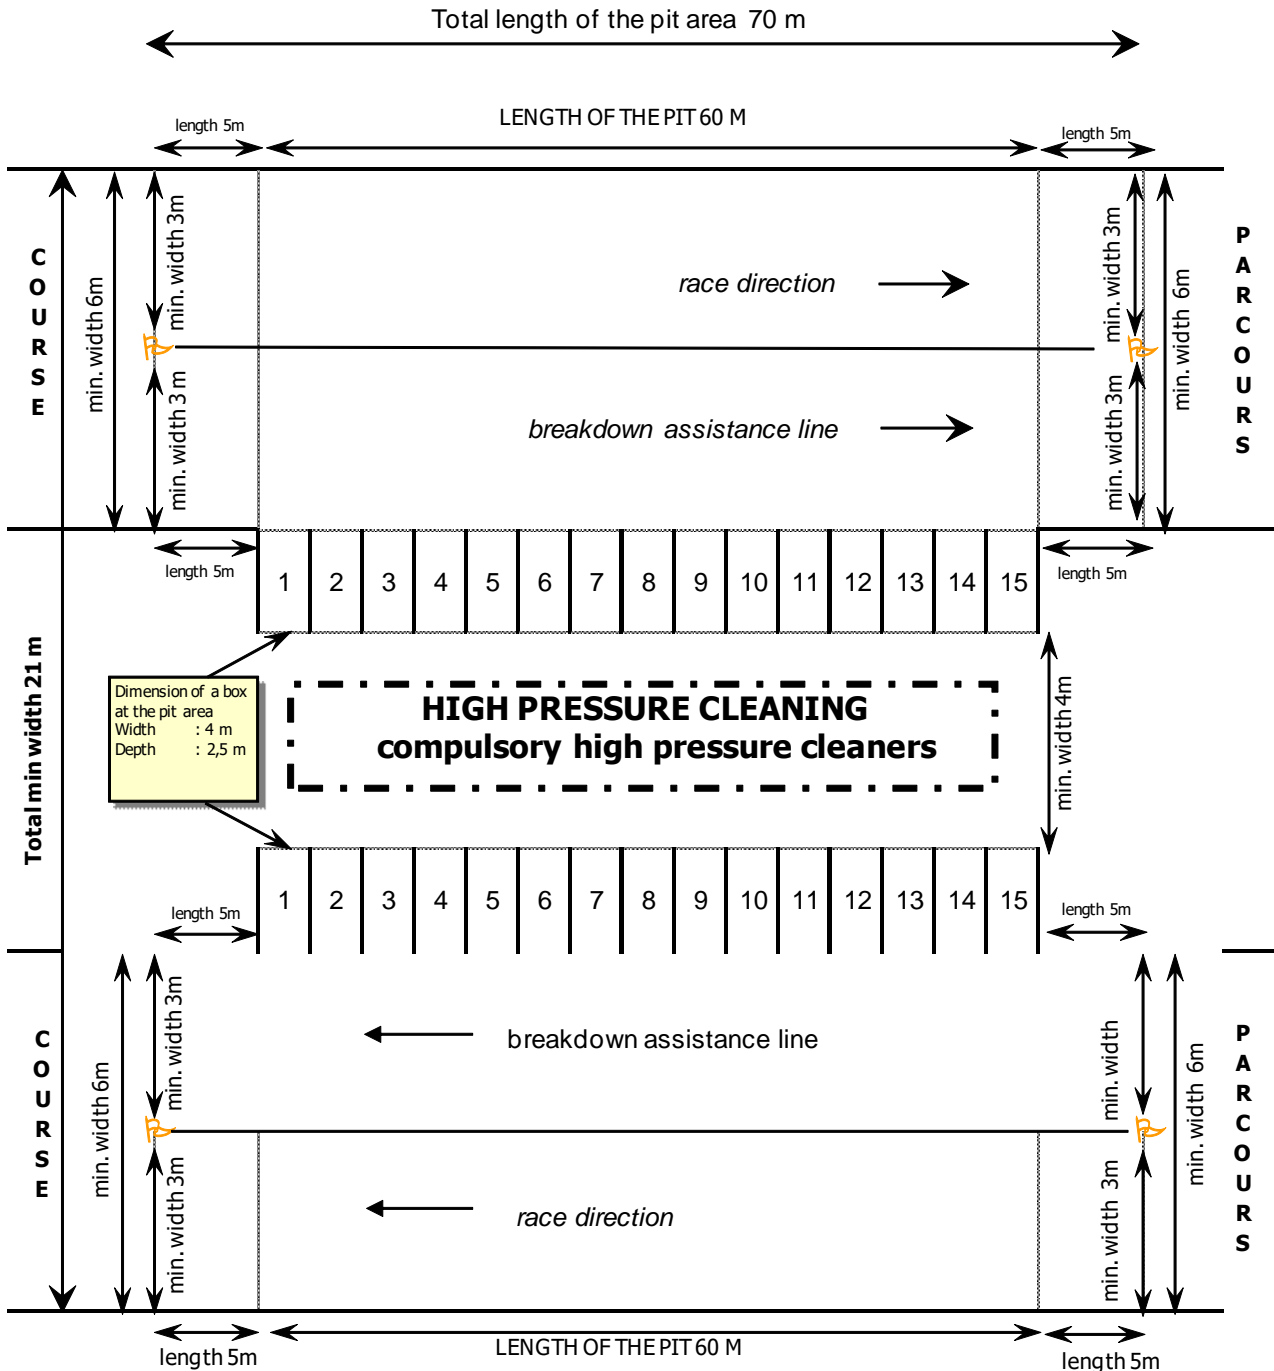 Total length of the pit area 70 m
LENGTH OF THE PIT 60 M
length 5m
length 5m
COURSE
min. width 6m
min. width 3m
min. width 3 m
race direction
breakdown assistance line
min. width 3m
min. width 3m
min. width 6m
PARCOURS
length 5m
length 5m
1 2 3 4 5 6 7 8 9 10 11 12 13 14 15
Total min width 21 m
Dimension of a box
at the pit area
Width : 4 m
Depth : 2,5 m
HIGH PRESSURE CLEANING
compulsory high pressure cleaners
min. width 4m
1 2 3 4 5 6 7 8 9 10 11 12 13 14 15
length 5m
length 5m
COURSE
min. width 6m
min. width 3m
min. width 3m
breakdown assistance line
race direction
min. width
min. width 3m
min. width 6m
PARCOURS
length 5m
LENGTH OF THE PIT 60 M
length 5m